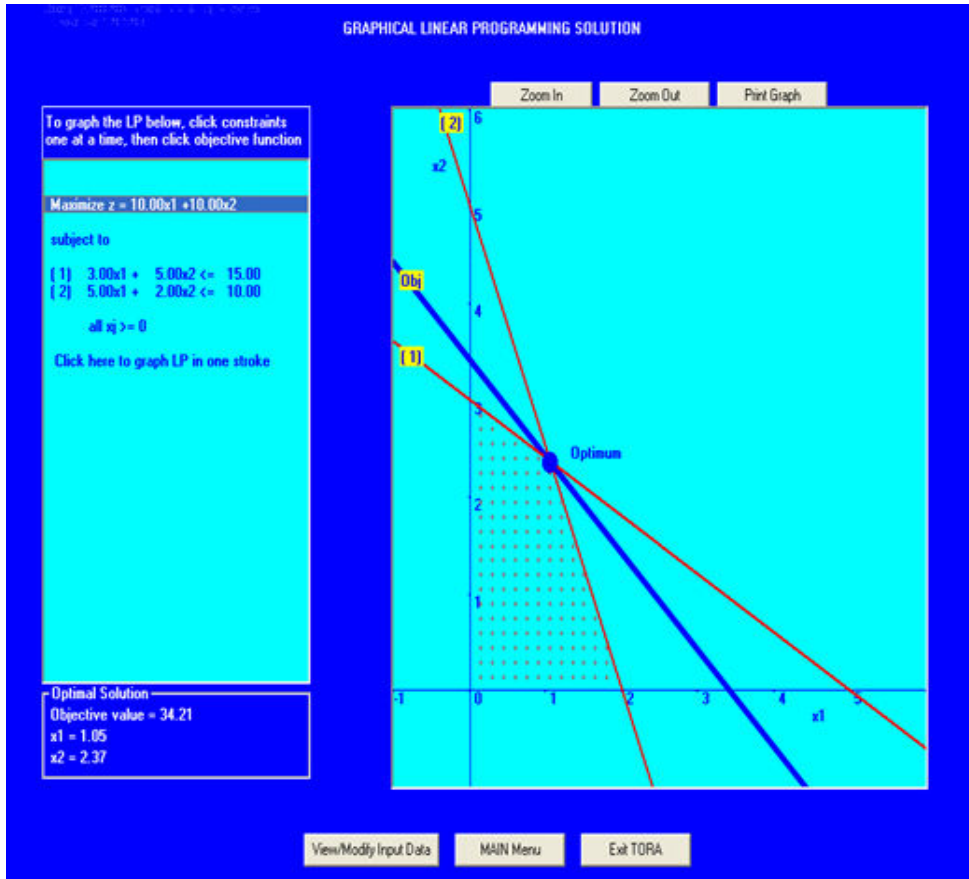 GRAPHICAL LINEAR PROGRAMMING SOLUTION
Zoom In Zoom Out Print Graph
To graph the LP below, click constraints
one at a time, then click objective function
Maximize z = 10.00x1 +10.00x2
subject to
( 1) 3.00x1 + 5.00x2 <= 15.00
( 2) 5.00x1 + 2.00x2 <= 10.00
all xj >= 0
Click here to graph LP in one stroke
Optimal Solution
Objective value = 34.21
x1 = 1.05
x2 = 2.37
( 2)
6
x2
5
Obj
4
( 1)
3
Optimum
2
1
-1 0 1 2 3 4 5
x1
View/Modify Input Data MAIN Menu Exit TORA